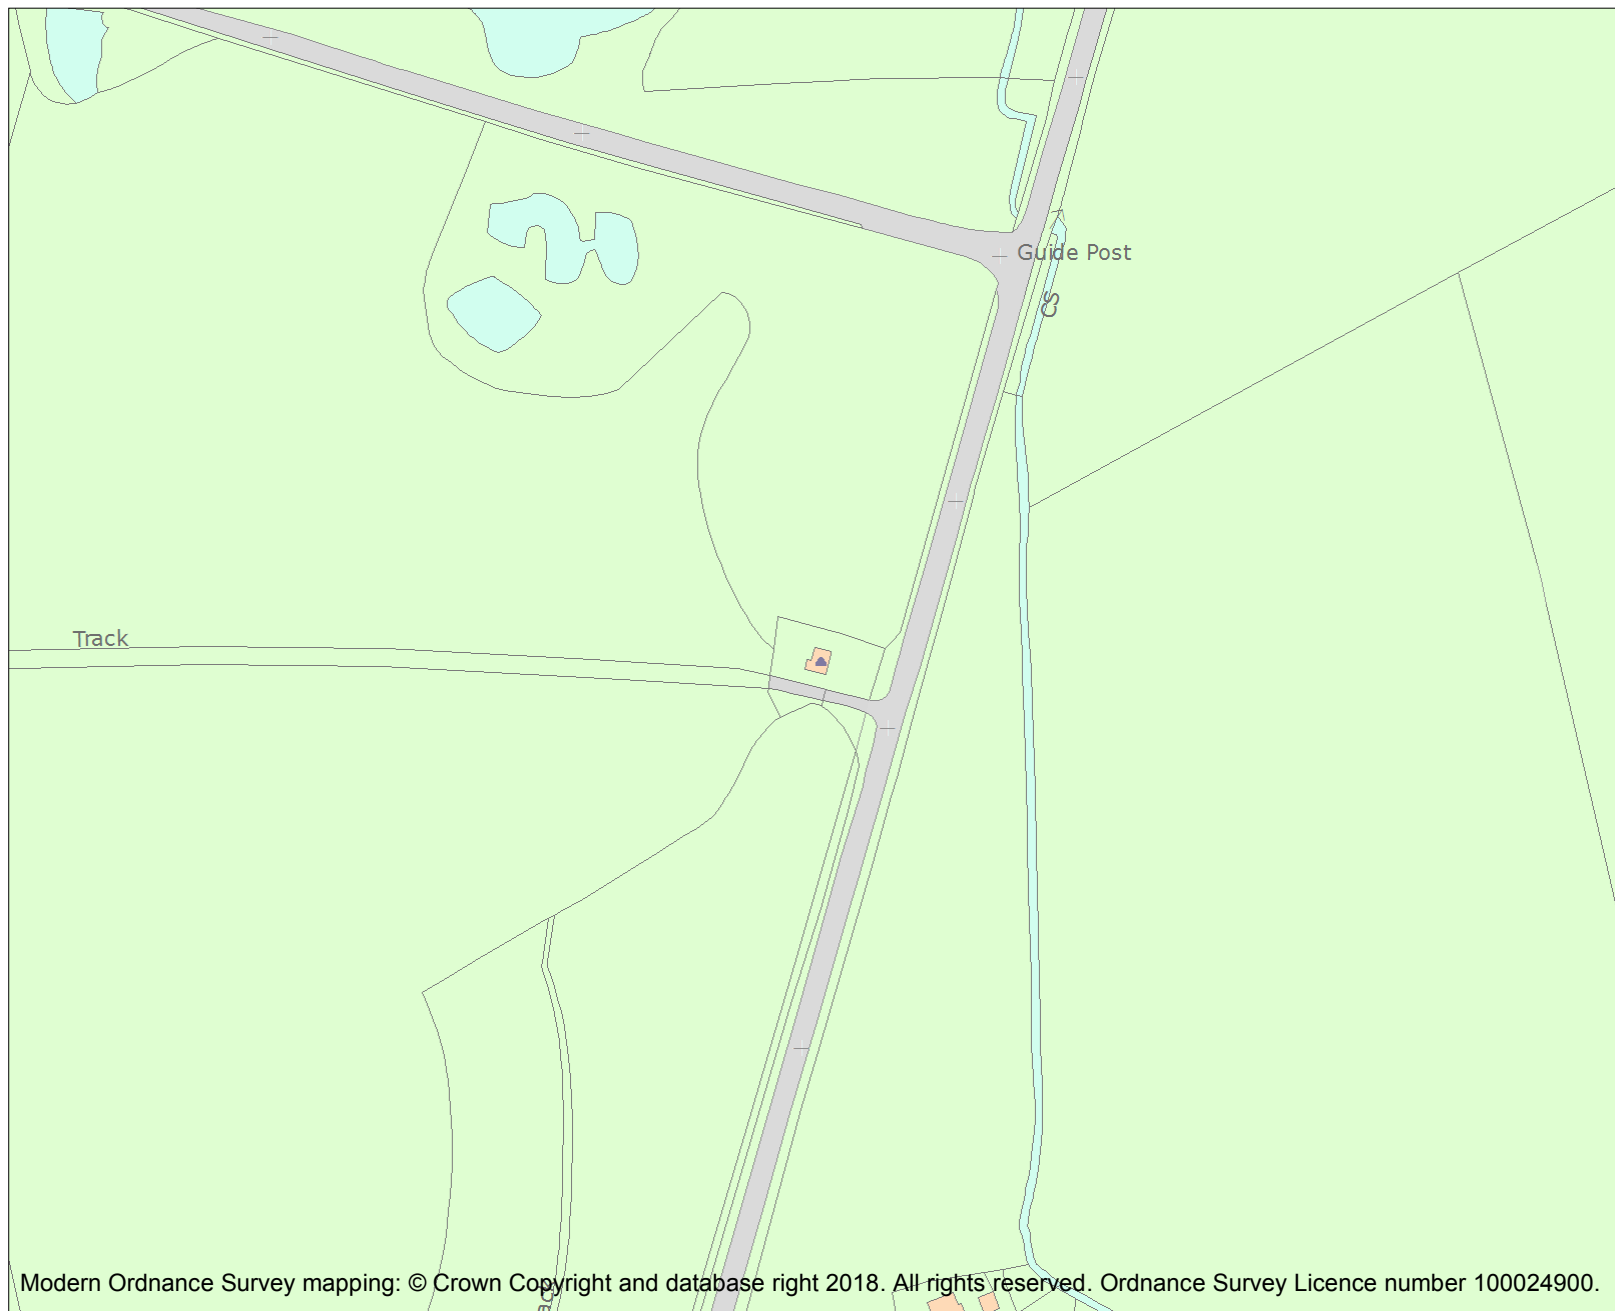 Guide Post
CS
Track
Modern Ordnance Survey mapping: © Crown Copyright and database right 2018. All rights reserved. Ordnance Survey Licence number 100024900.